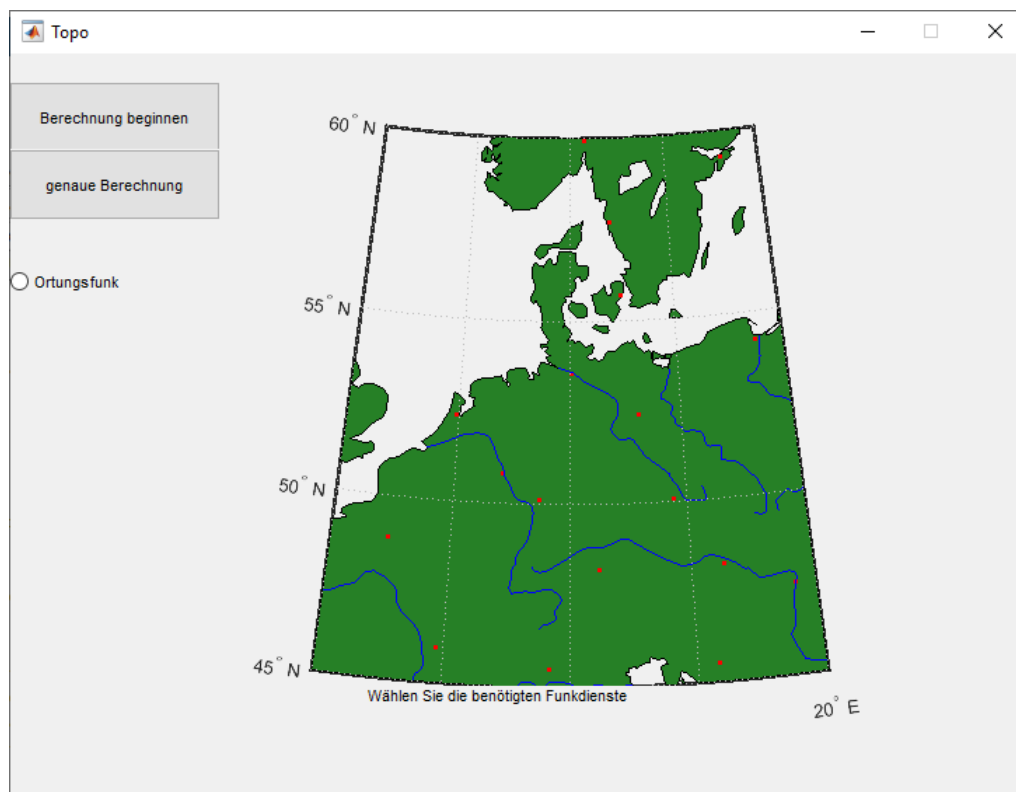 Topo
Berechnung beginnen
genaue Berechnung
Ortungsfunk
60° N
55° N
50° N
45° N
Wählen Sie die benötigten Funkdienste
20° E